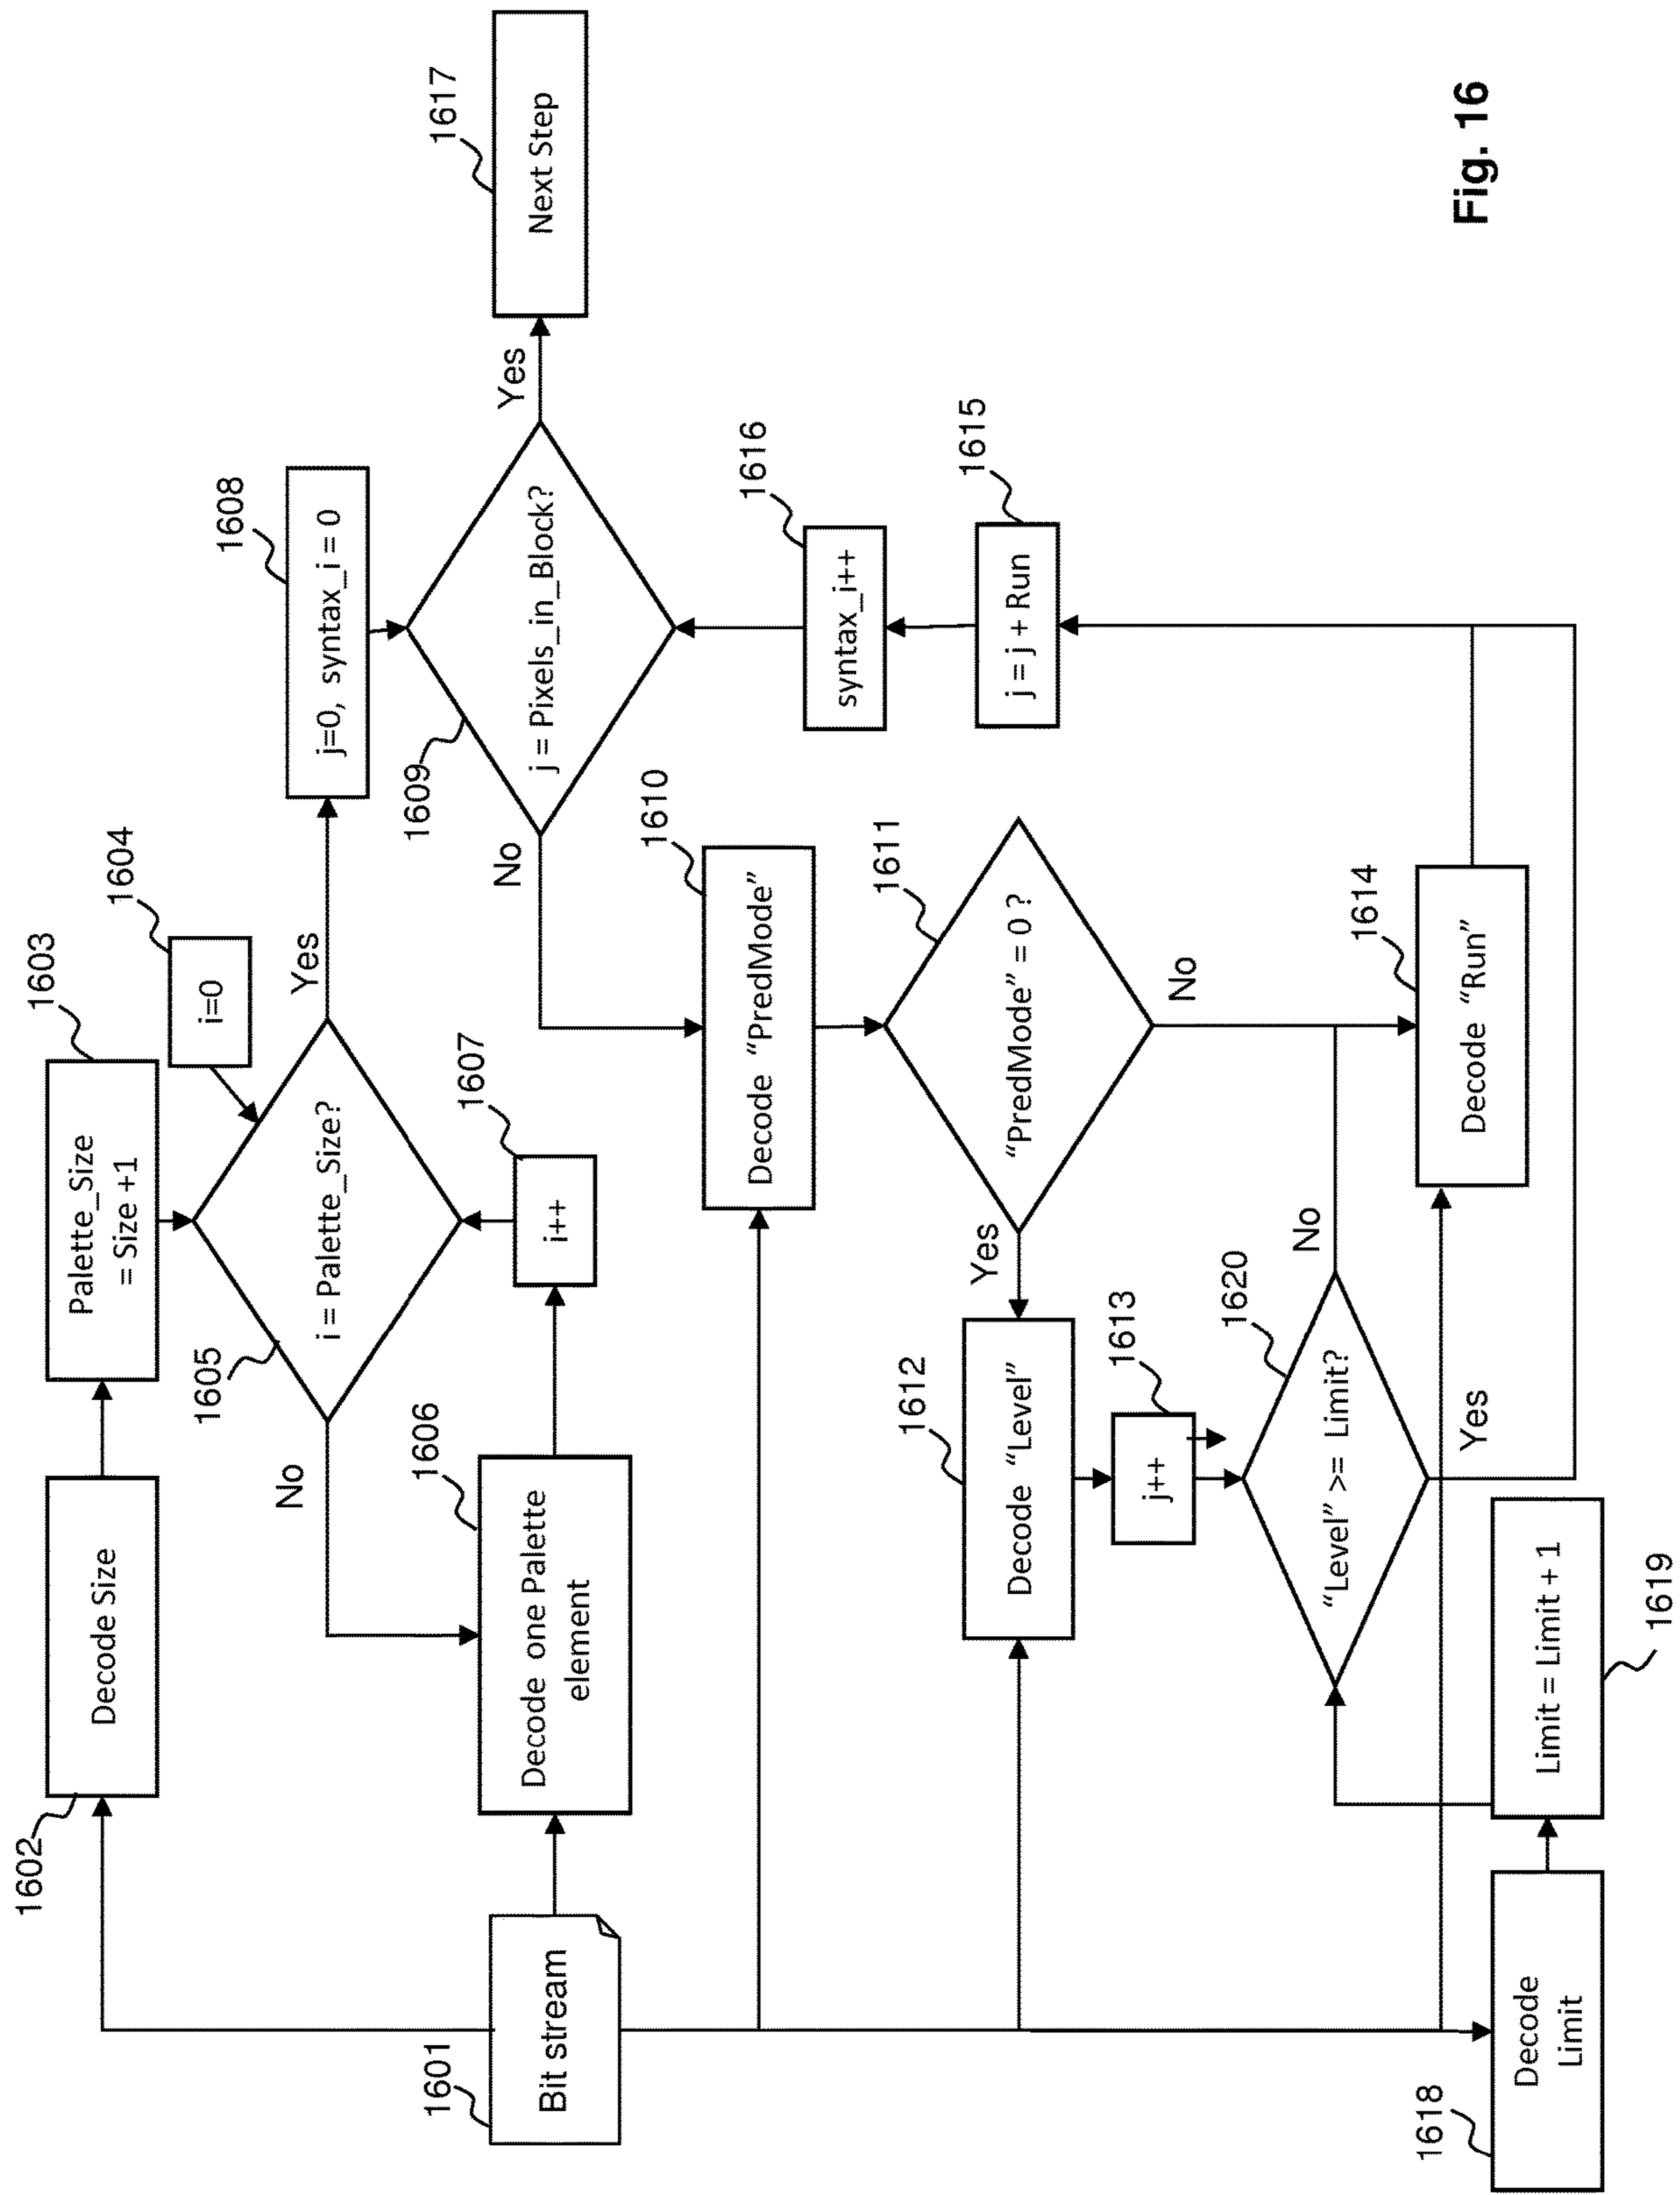 1602
Decode Size
1603
Palette_Size
= Size +1
1604
i=0
1605
i = Palette_Size?
Yes
No
1608
j=0, syntax_i = 0
1601
Bit stream
1606
Decode one Palette
element
1607
i++
1609
j = Pixels_in_Block?
Yes
No
1617
Next Step
1610
Decode “PredMode”
1616
syntax_i++
1611
“PredMode” = 0 ?
Yes
No
1615
j = j + Run
1612
Decode “Level”
1613
j++
1620
“Level” >= Limit?
No
Yes
1614
Decode “Run”
1618
Decode
Limit
1619
Limit = Limit + 1
Fig. 16